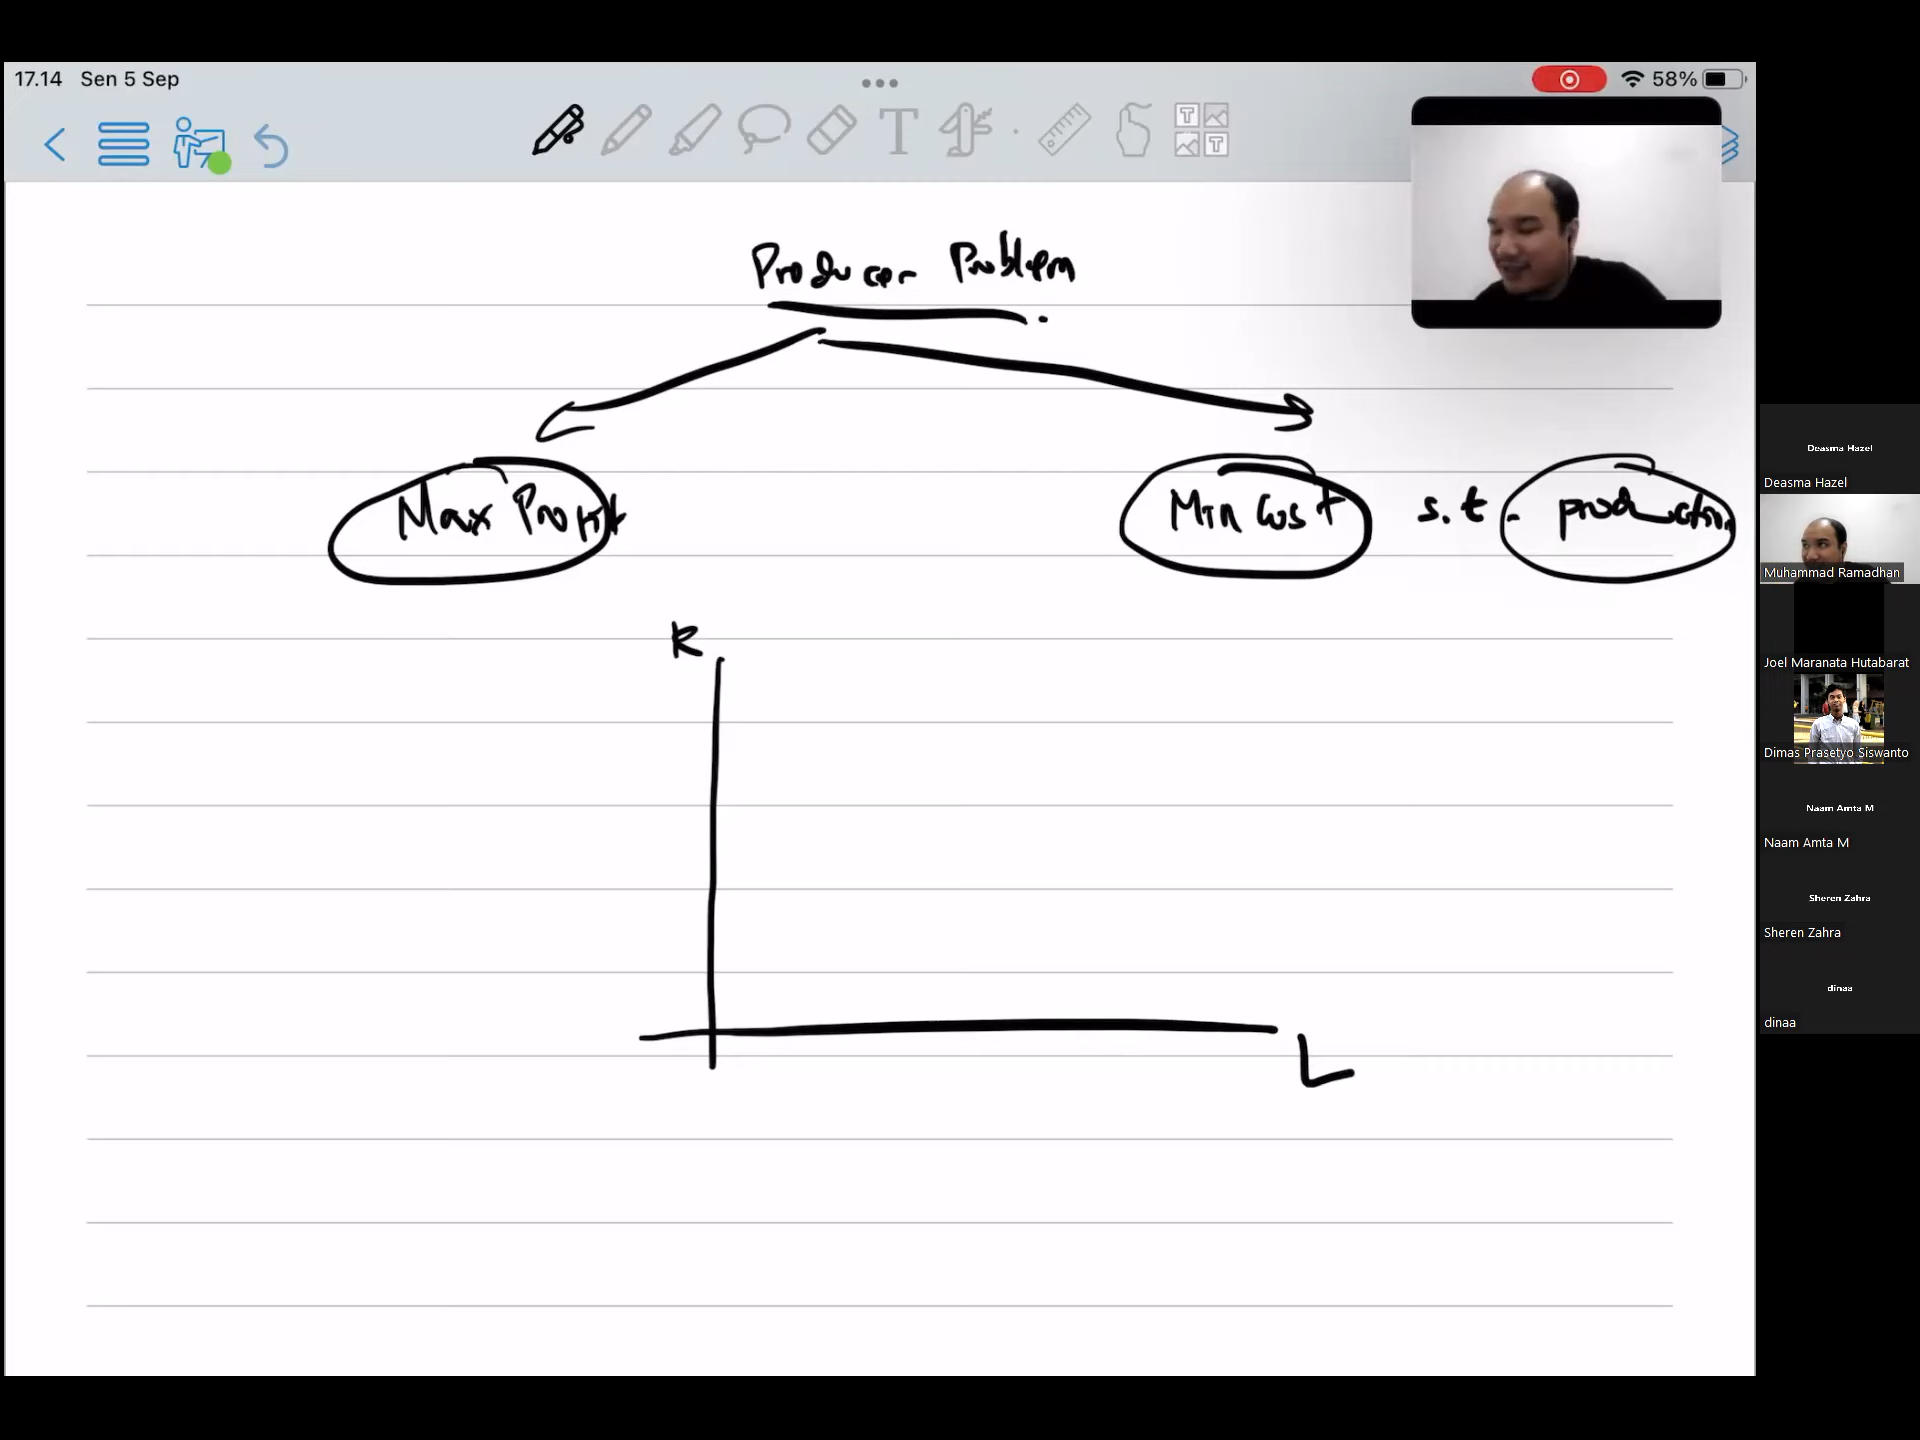 17.14 Sen 5 Sep
58%
T
T
T
Producer Problem
Max Profit
Min Cost s.t. production
K
L
Deasma Hazel
Deasma Hazel
Muhammad Ramadhan
Joel Maranata Hutabarat
Dimas Prasetyo Siswanto
Naam Amta M
Naam Amta M
Sheren Zahra
Sheren Zahra
dinaa
dinaa